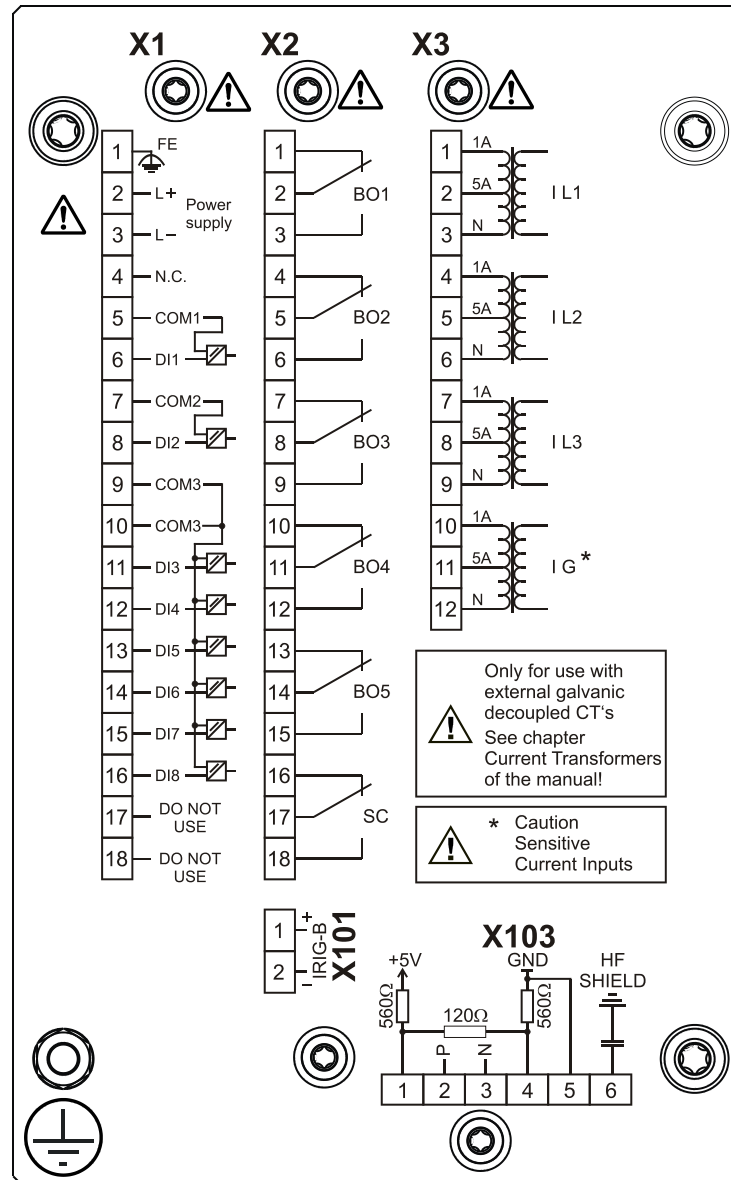 X1 X2 X3
1 FE
2 L+
Power
supply
3 L−
4 N.C.
5 COM1
6 DI1
7 COM2
8 DI2
9 COM3
10 COM3
11 DI3
12 DI4
13 DI5
14 DI6
15 DI7
16 DI8
17 DO NOT
USE
18 DO NOT
USE
1
2 BO1
3
4
5 BO2
6
7
8 BO3
9
10
11 BO4
12
13
14 BO5
15
16
17 SC
18
1 1A
2 5A I L1
3 N
4 1A
5 5A I L2
6 N
7 1A
8 5A I L3
9 N
10 1A
11 5A I G *
12 N
Only for use with
external galvanic
decoupled CT‘s
See chapter
Current Transformers
of the manual!
* Caution
Sensitive
Current Inputs
1 +
2 −
IRIG-B
X101
X103
+5V GND HF
SHIELD
560Ω 120Ω 560Ω
P N
1 2 3 4 5 6